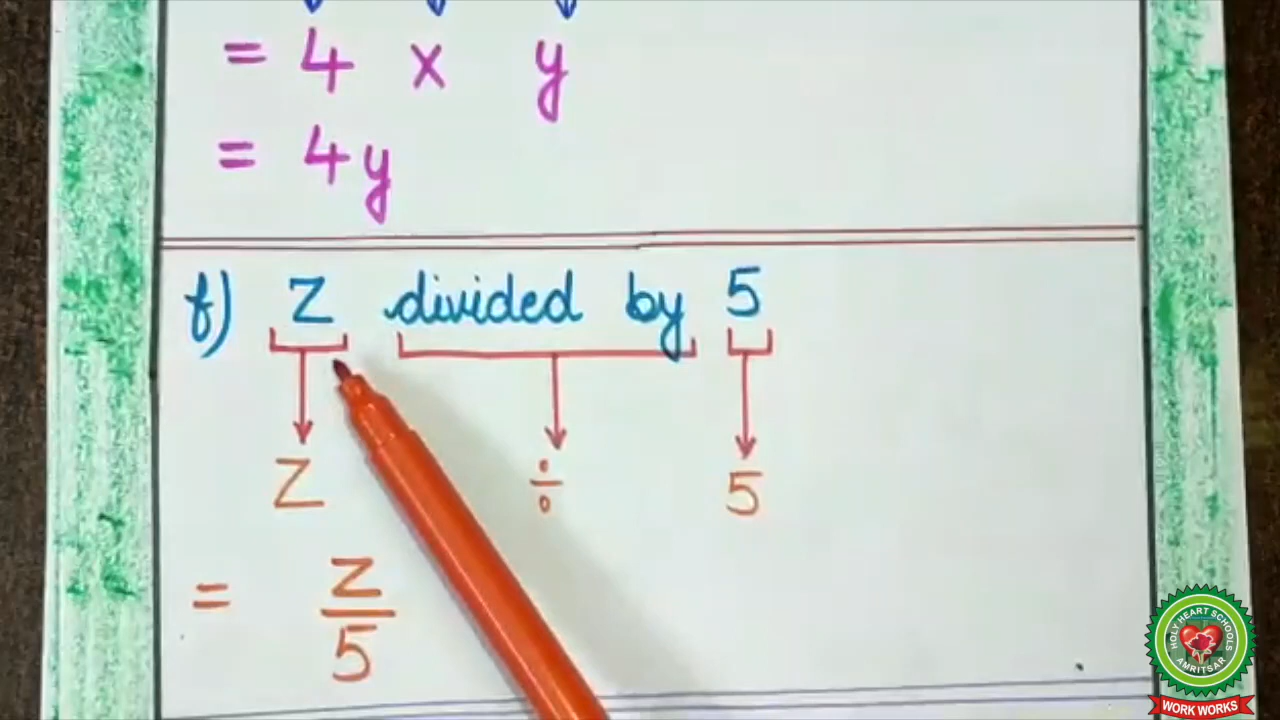 = 4 x y
= 4y
f) Z divided by 5
Z ÷ 5
= Z/5
HOLY HEART SCHOOLS
AMRITSAR
WORK WORKS